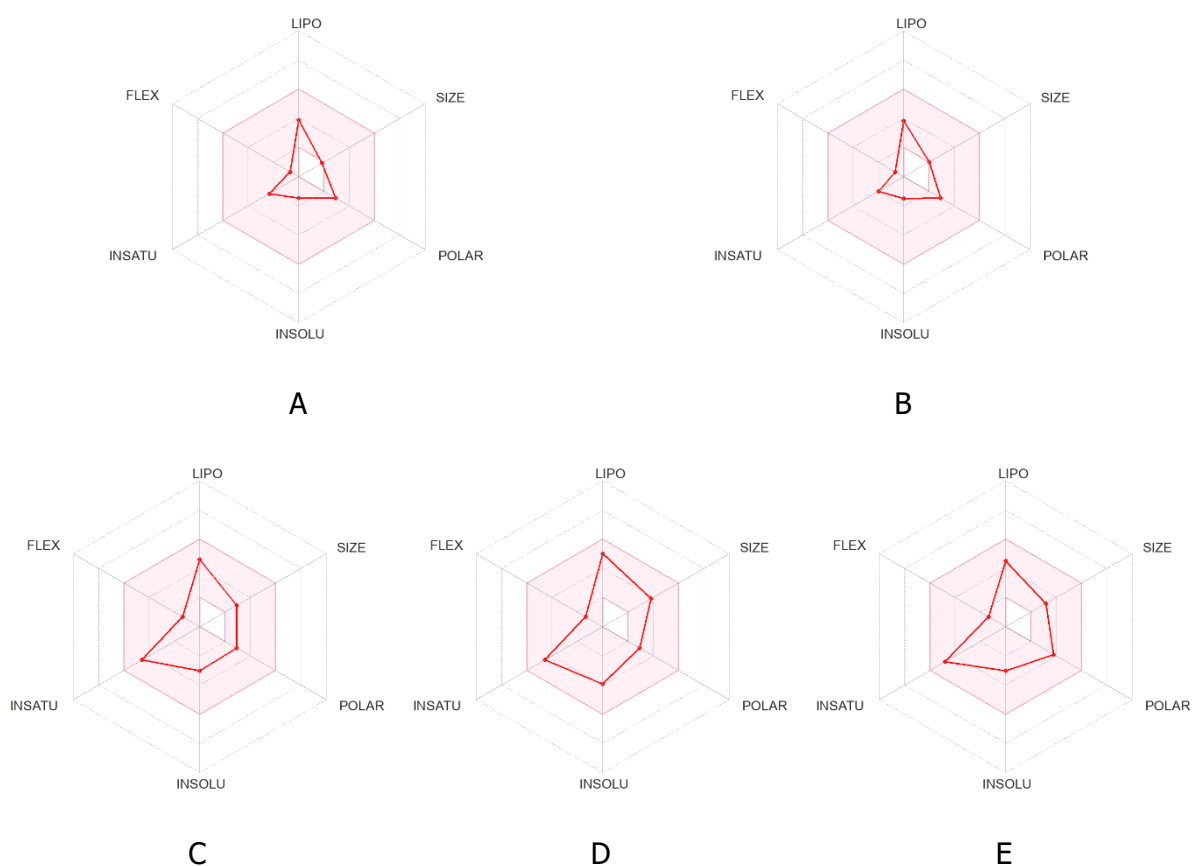 LIPO LIPO
FLEX SIZE FLEX SIZE
INSATU POLAR INSATU POLAR
INSOLU INSOLU
A B
LIPO LIPO LIPO
FLEX SIZE FLEX SIZE FLEX SIZE
INSATU POLAR INSATU POLAR INSATU POLAR
INSOLU INSOLU INSOLU
C D E